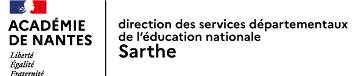 ACADÉMIE
DE NANTES
Liberté
Égalité
Fraternité
direction des services départementaux
de l'éducation nationale
Sarthe